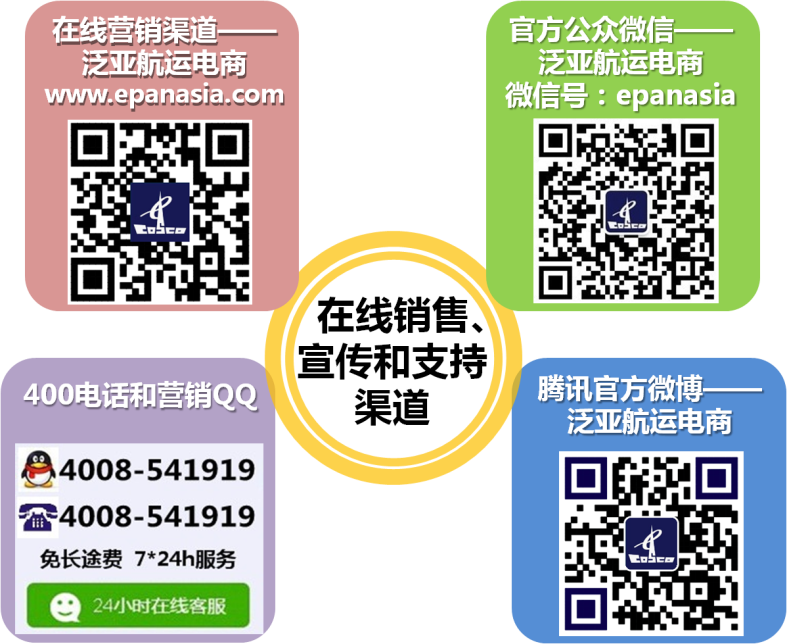 在线营销渠道——
泛亚航运电商
www.epanasia.com
COSCO
官方公众微信——
泛亚航运电商
微信号：epanasia
COSCO
在线销售、
宣传和支持
渠道
400电话和营销QQ
4008-541919
4008-541919
免长途费 7*24h服务
24小时在线客服
腾讯官方微博——
泛亚航运电商
COSCO